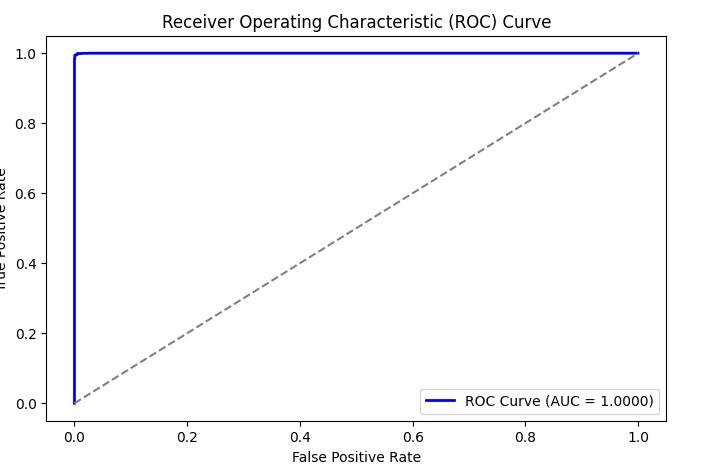 Receiver Operating Characteristic (ROC) Curve
1.0
0.8
0.6
0.4
0.2
0.0
True Positive Rate
ROC Curve (AUC = 1.0000)
0.0 0.2 0.4 0.6 0.8 1.0
False Positive Rate